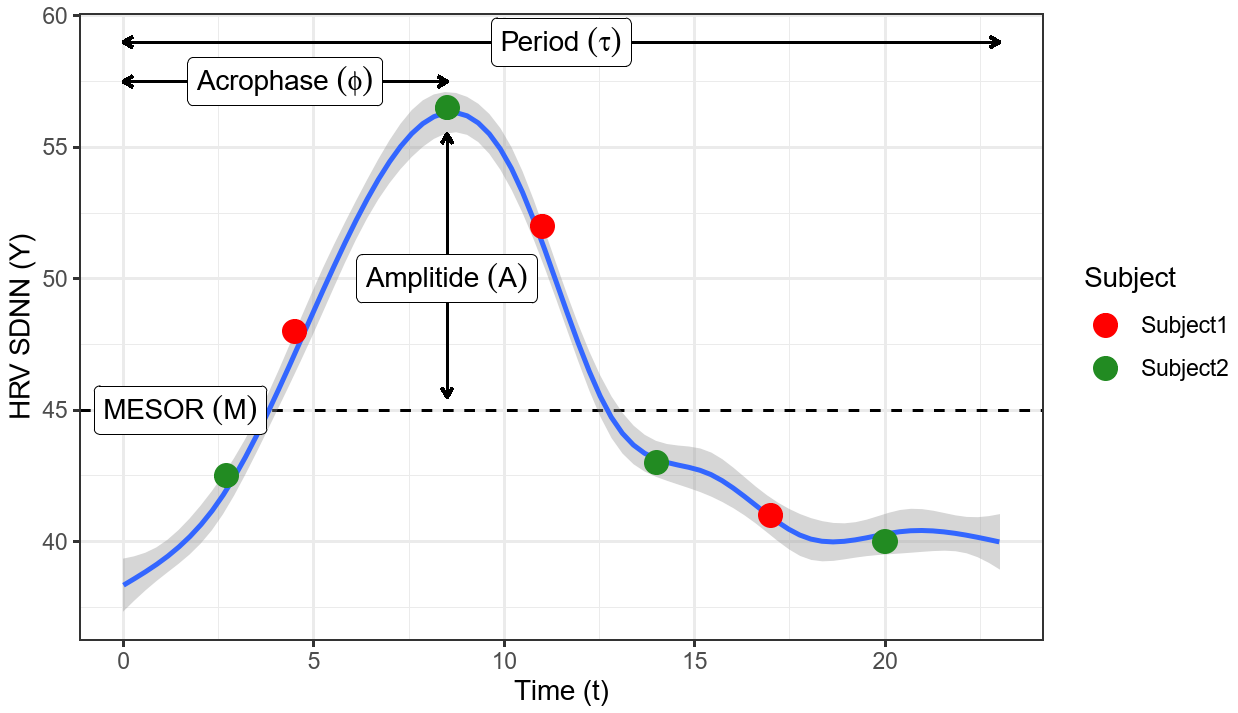 60
55
50
45
40
HRV SDNN (Y)
Period (τ)
Acrophase (ϕ)
Amplitide (A)
MESOR (M)
0 5 10 15 20
Time (t)
Subject
Subject1
Subject2